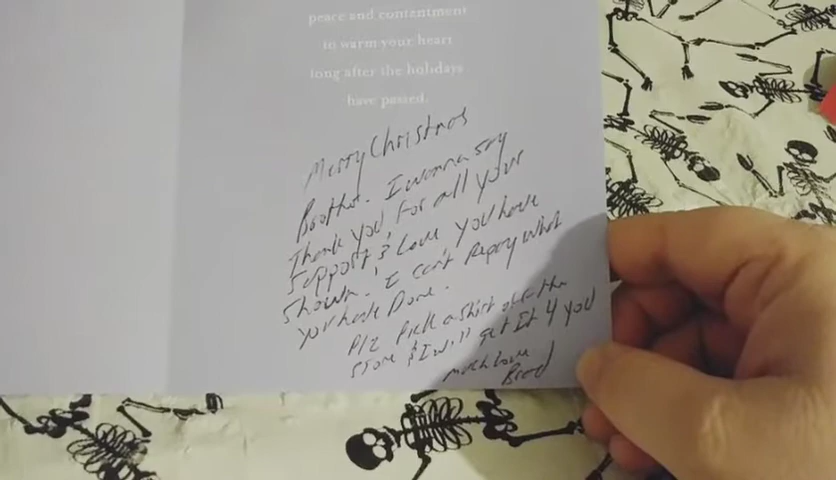 peace and contentment
to warm your heart
long after the holidays
have passed.
Merry Christmas
Brother. I wanna say
Thank you, for all your
support & Love you have
shown. I can't Repay what
you have Done.
Plz Pick a shirt off the
store & I will get It 4 you
much love
Brad